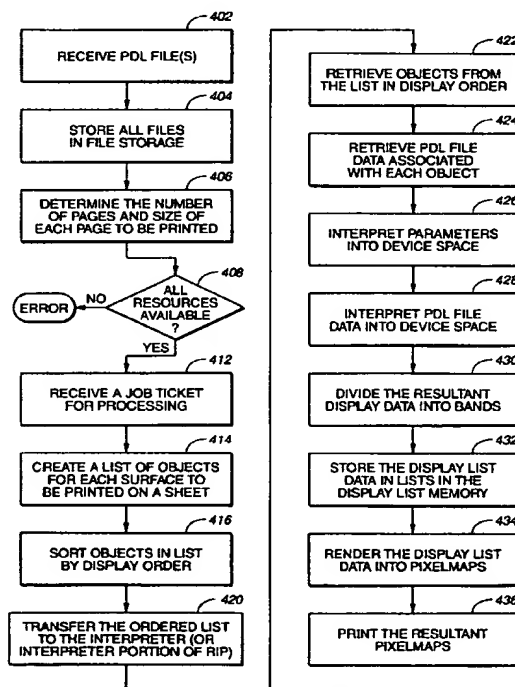 402
RECEIVE PDL FILE(S)
404
STORE ALL FILES
IN FILE STORAGE
406
DETERMINE THE NUMBER
OF PAGES AND SIZE OF
EACH PAGE TO BE PRINTED
408
ALL
RESOURCES
AVAILABLE
?
NO
ERROR
YES
412
RECEIVE A JOB TICKET
FOR PROCESSING
414
CREATE A LIST OF OBJECTS
FOR EACH SURFACE TO
BE PRINTED ON A SHEET
416
SORT OBJECTS IN LIST
BY DISPLAY ORDER
420
TRANSFER THE ORDERED LIST
TO THE INTERPRETER (OR
INTERPRETER PORTION OF RIP)
422
RETRIEVE OBJECTS FROM
THE LIST IN DISPLAY ORDER
424
RETRIEVE PDL FILE
DATA ASSOCIATED
WITH EACH OBJECT
426
INTERPRET PARAMETERS
INTO DEVICE SPACE
428
INTERPRET PDL FILE
DATA INTO DEVICE SPACE
430
DIVIDE THE RESULTANT
DISPLAY DATA INTO BANDS
432
STORE THE DISPLAY LIST
DATA IN LISTS IN THE
DISPLAY LIST MEMORY
434
RENDER THE DISPLAY LIST
DATA INTO PIXELMAPS
436
PRINT THE RESULTANT
PIXELMAPS